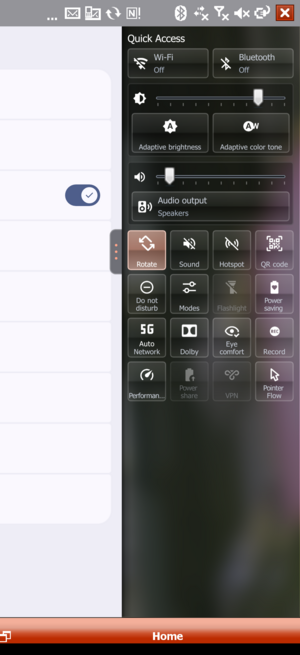 ...
N!
Quick Access
Wi-Fi
Off
Bluetooth
Off
A
Adaptive brightness
AW
Adaptive color tone
Audio output
Speakers
Rotate
Sound
Hotspot
QR code
Do not
disturb
Modes
Flashlight
Power
saving
5G
Auto
Network
Dolby
Eye
comfort
REC
Record
Performan...
Power
share
VPN
Pointer
Flow
Home